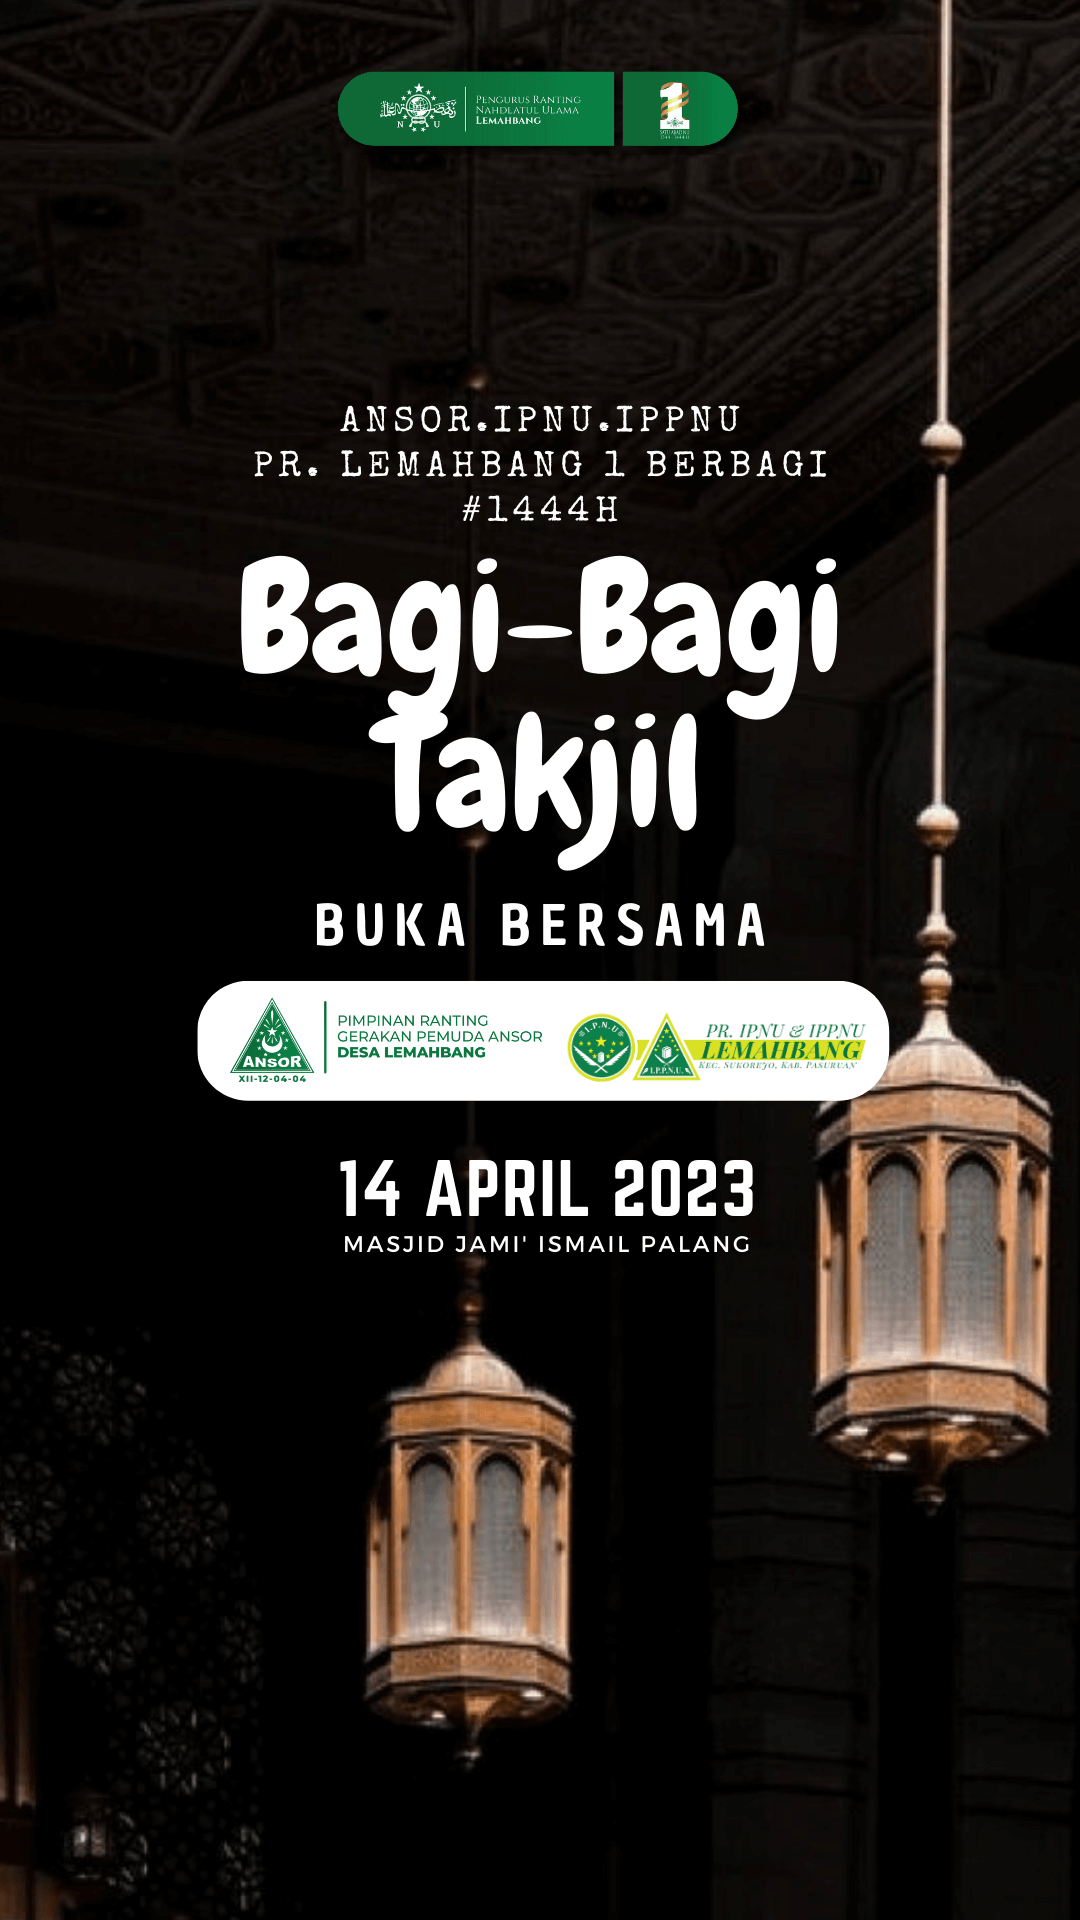 N U
PENGURUS RANTING
NAHDLATUL ULAMA
LEMAHBANG
1
ANSOR.IPNU.IPPNU
PR. LEMAHBANG 1 BERBAGI
#1444H
Bagi-Bagi
Takjil
BUKA BERSAMA
ANSOR
XII-12-04-04
PIMPINAN RANTING
GERAKAN PEMUDA ANSOR
DESA LEMAHBANG
I.P.N.U
I.P.P.N.U.
PR. IPNU & IPPNU
LEMAHBANG
KEC. SUKOREJO, KAB. PASURUAN
14 APRIL 2023
MASJID JAMI' ISMAIL PALANG